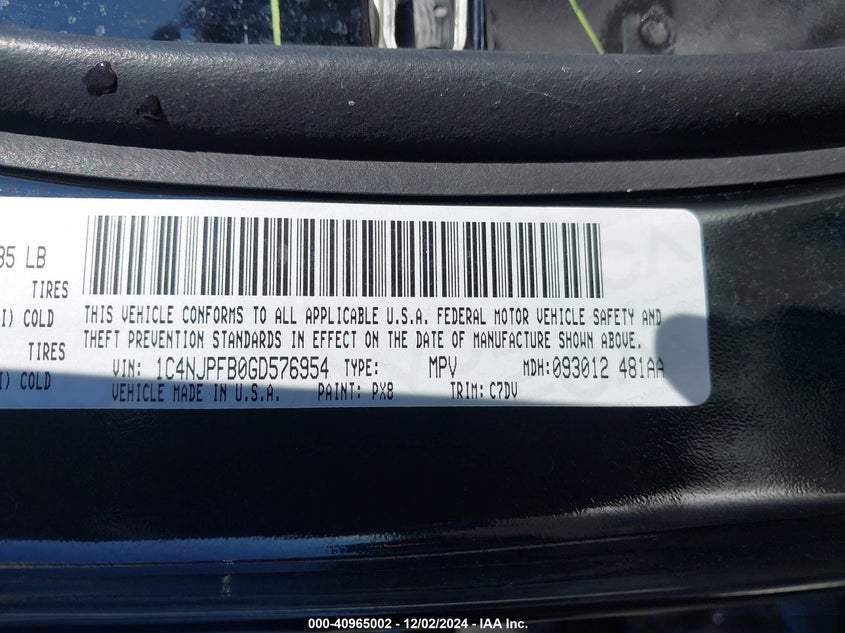 35 LB
TIRES
I) COLD
I) COLD
THIS VEHICLE CONFORMS TO ALL APPLICABLE U.S.A. FEDERAL MOTOR VEHICLE SAFETY AND
THEFT PREVENTION STANDARDS IN EFFECT ON THE DATE OF MANUFACTURE SHOWN ABOVE.
VIN: 1C4NJPFB0GD576954 TYPE: MPV MDH:093012 481AA
VEHICLE MADE IN U.S.A. PAINT: PX8 TRIM: C7DV
000-40965002 - 12/02/2024 - IAA Inc.